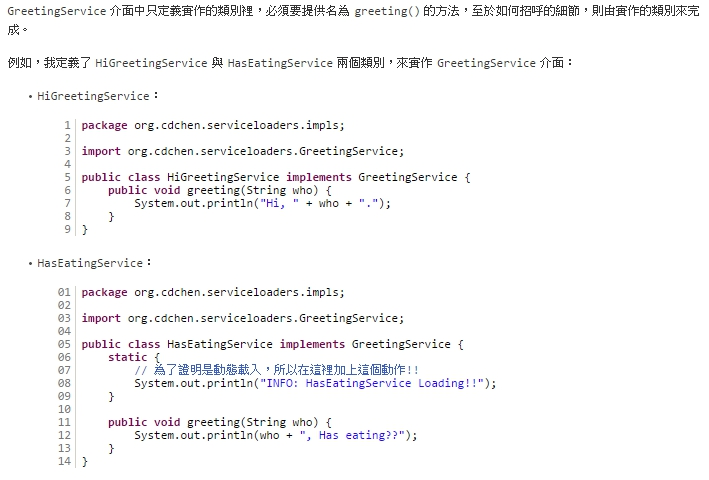 GreetingService 介面中只定義實作的類別裡，必須要提供名為 greeting() 的方法，至於如何招呼的細節，則由實作的類別來完
成。
例如，我定義了 HiGreetingService 與 HasEatingService 兩個類別，來實作 GreetingService 介面：
• HiGreetingService：
1 package org.cdchen.serviceloaders.impls;
2
3 import org.cdchen.serviceloaders.GreetingService;
4
5 public class HiGreetingService implements GreetingService {
6     public void greeting(String who) {
7         System.out.println("Hi, " + who + ".");
8     }
9 }
• HasEatingService：
01 package org.cdchen.serviceloaders.impls;
02
03 import org.cdchen.serviceloaders.GreetingService;
04
05 public class HasEatingService implements GreetingService {
06     static {
07         // 為了證明是動態載入，所以在這裡加上這個動作!!
08         System.out.println("INFO: HasEatingService Loading!!");
09     }
10
11     public void greeting(String who) {
12         System.out.println(who + ", Has eating??");
13     }
14 }